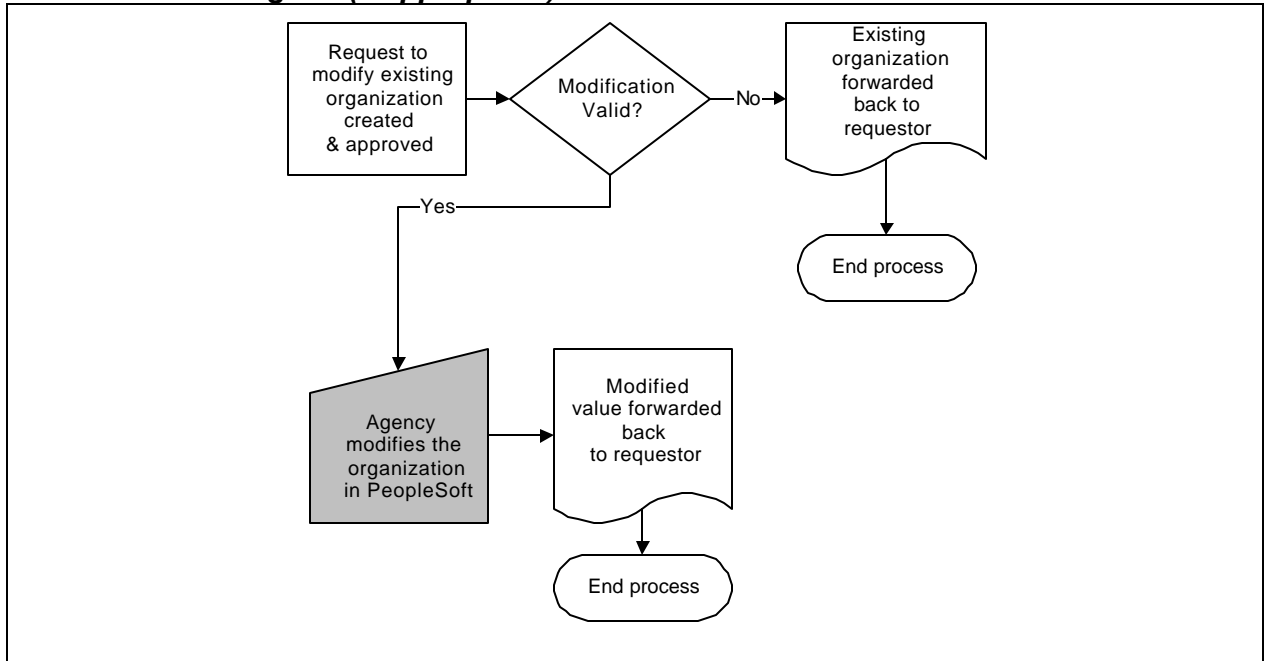 Request to
modify existing
organization
created
& approved
Modification
Valid?
No
Existing
organization
forwarded
back to
requestor
End process
Yes
Agency
modifies the
organization
in PeopleSoft
Modified
value forwarded
back
to requestor
End process